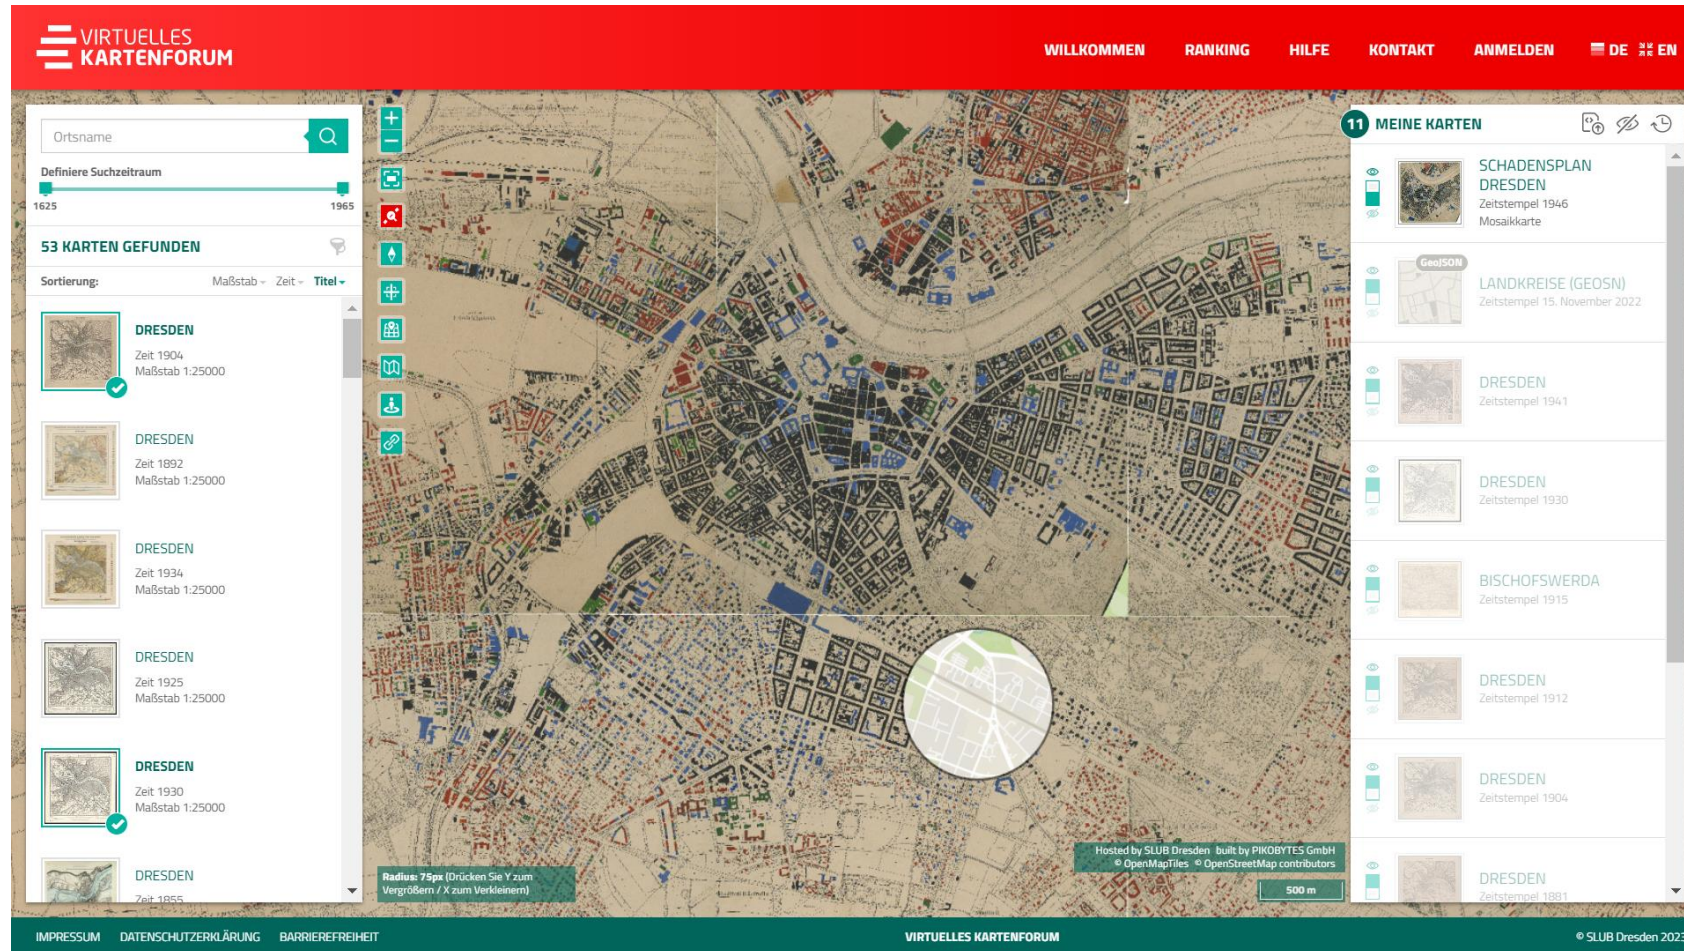 VIRTUELLES
KARTENFORUM
WILLKOMMEN RANKING HILFE KONTAKT ANMELDEN DE EN
Ortsname
Definiere Suchzeitraum
1625 1965
53 KARTEN GEFUNDEN
Sortierung: Maßstab Zeit Titel
DRESDEN
Zeit 1904
Maßstab 1:25000
DRESDEN
Zeit 1892
Maßstab 1:25000
DRESDEN
Zeit 1934
Maßstab 1:25000
DRESDEN
Zeit 1925
Maßstab 1:25000
DRESDEN
Zeit 1930
Maßstab 1:25000
DRESDEN
Zeit 1855
Radius: 75px (Drücken Sie Y zum
Vergrößern / X zum Verkleinern)
Hosted by SLUB Dresden built by PIKOBYTES GmbH
© OpenMapTiles © OpenStreetMap contributors
500 m
11 MEINE KARTEN
SCHADENSPLAN
DRESDEN
Zeitstempel 1946
Mosaikkarte
GeoJSON
LANDKREISE (GEOSN)
Zeitstempel 15. November 2022
DRESDEN
Zeitstempel 1941
DRESDEN
Zeitstempel 1930
BISCHOFSWERDA
Zeitstempel 1915
DRESDEN
Zeitstempel 1912
DRESDEN
Zeitstempel 1904
DRESDEN
Zeitstempel 1881
IMPRESSUM DATENSCHUTZERKLÄRUNG BARRIEREFREIHEIT
VIRTUELLES KARTENFORUM
© SLUB Dresden 2023